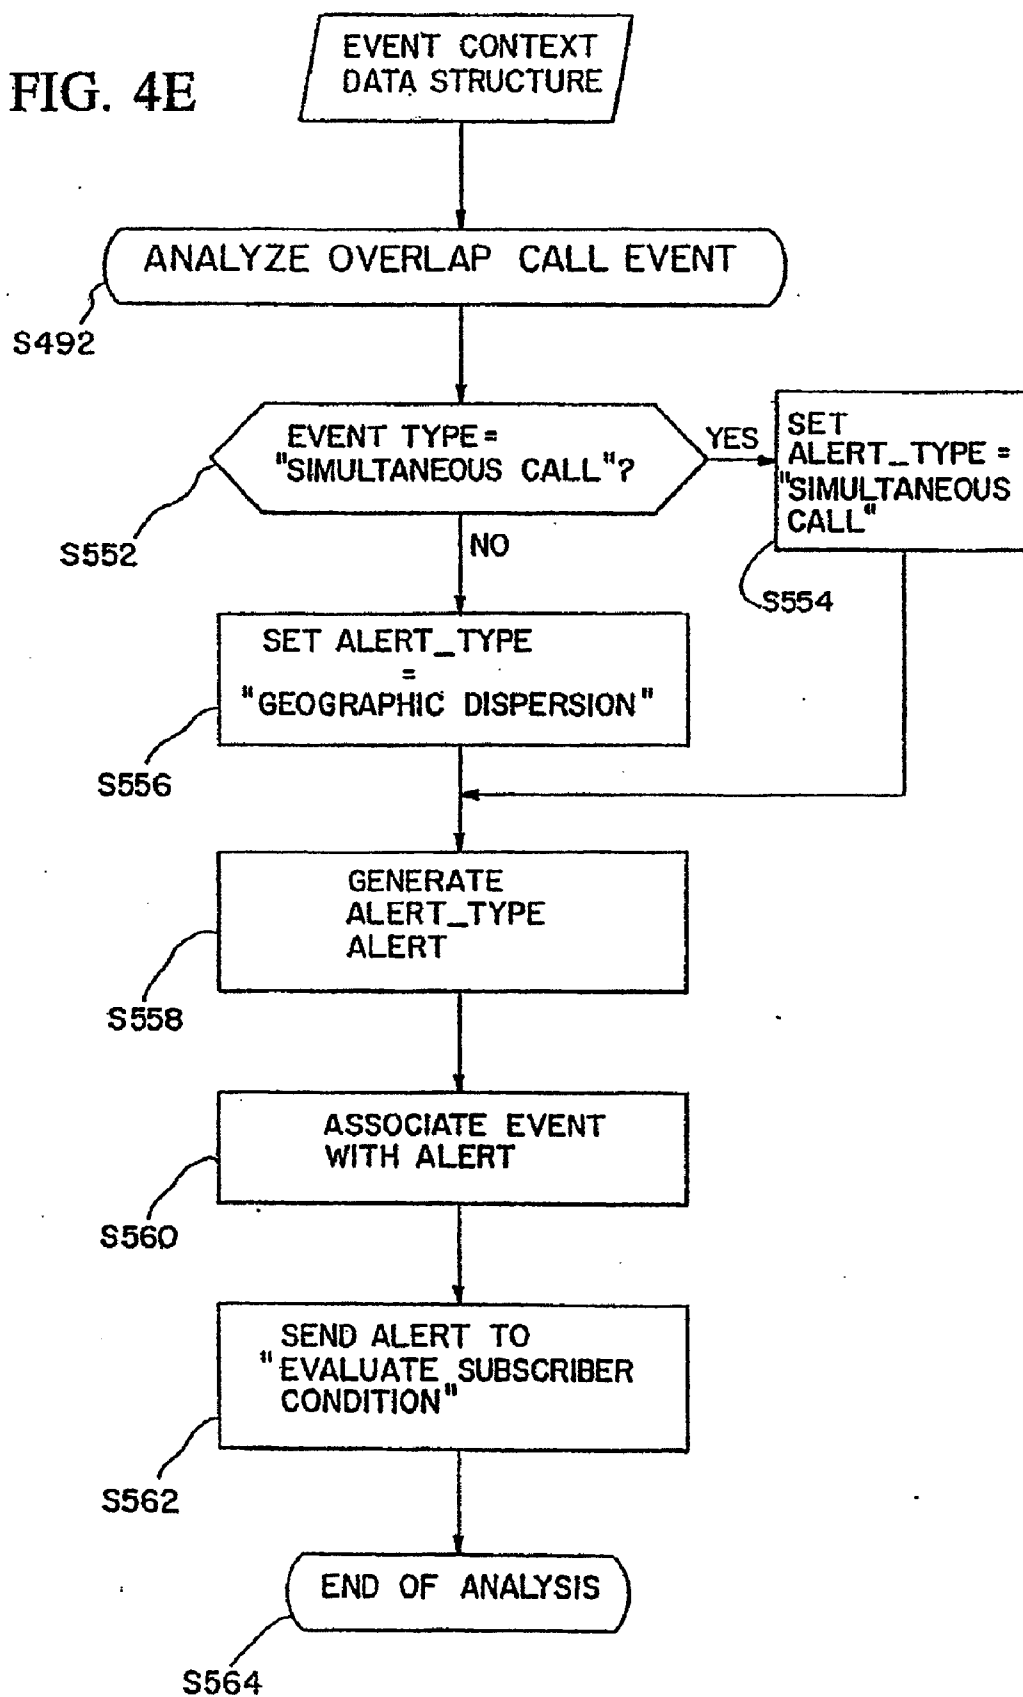 FIG. 4E
EVENT CONTEXT
DATA STRUCTURE
ANALYZE OVERLAP CALL EVENT
S492
EVENT TYPE=
"SIMULTANEOUS CALL"?
YES
SET
ALERT_TYPE =
"SIMULTANEOUS
CALL"
S552
NO
S554
SET ALERT_TYPE
=
"GEOGRAPHIC DISPERSION"
S556
GENERATE
ALERT_TYPE
ALERT
S558
ASSOCIATE EVENT
WITH ALERT
S560
SEND ALERT TO
"EVALUATE SUBSCRIBER
CONDITION"
S562
END OF ANALYSIS
S564